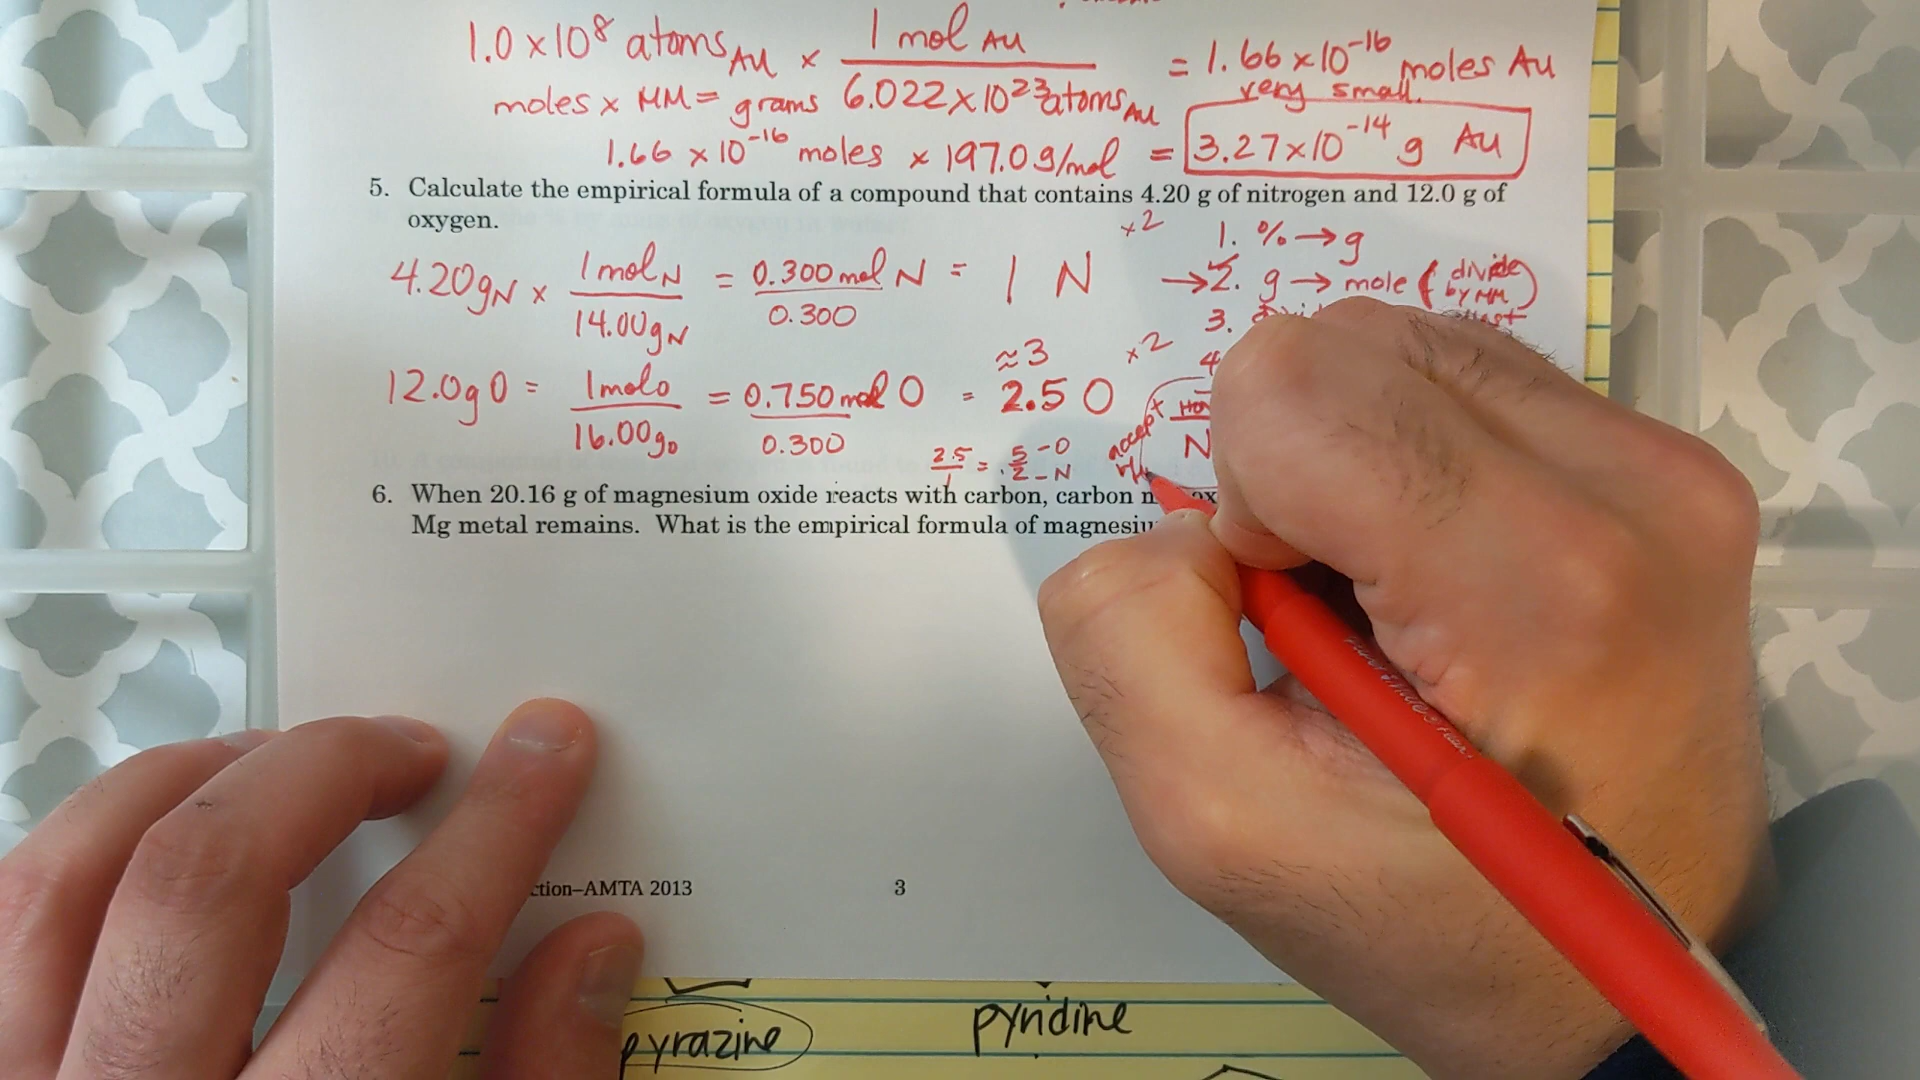 1.0 x 10^8 atoms Au x 1 mol Au / 6.022 x 10^23 atoms Au = 1.66 x 10^-16 moles Au
very small.
moles x MM = grams
1.66 x 10^-16 moles x 197.0 g/mol = 3.27 x 10^-14 g Au
5. Calculate the empirical formula of a compound that contains 4.20 g of nitrogen and 12.0 g of
oxygen.
x2
1. % → g
4.20 g N x 1 mol N / 14.00 g N = 0.300 mol N / 0.300 = 1 N
→ 2. g → mole (divide by MM)
3.
≈3
x2
4
12.0 g O = 1 mol O / 16.00 g O = 0.750 mol O / 0.300 = 2.5 O
accept
N
2.5 / 1 = 5 - O / 2 - N
6. When 20.16 g of magnesium oxide reacts with carbon, carbon
Mg metal remains. What is the empirical formula of
AMTA 2013
3
pyrazine
pyridine